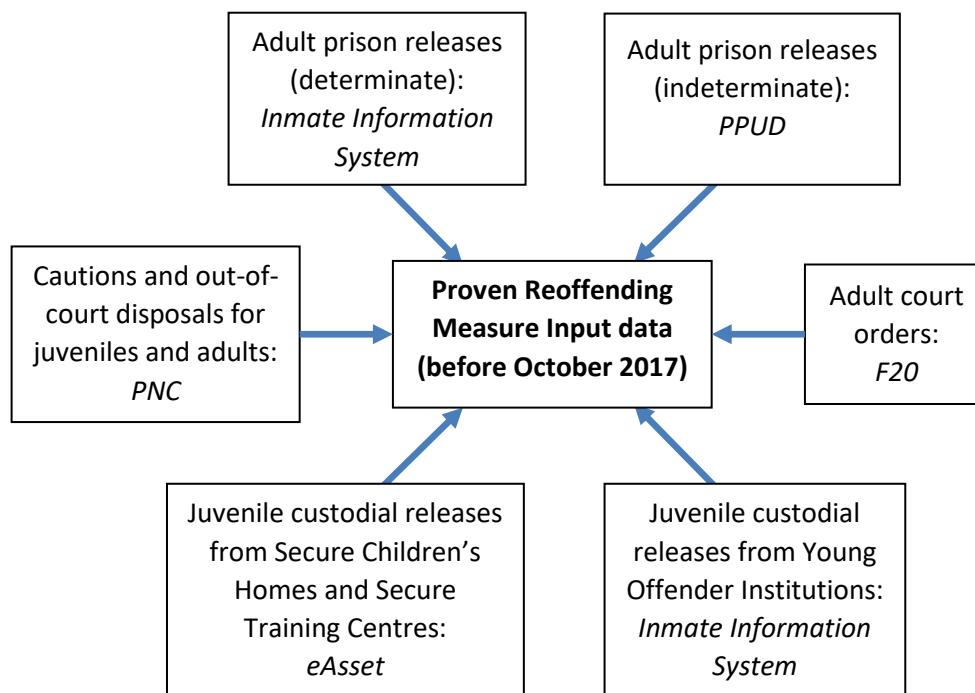 Adult prison releases
(determinate):
Inmate Information
System
Adult prison releases
(indeterminate):
PPUD
Cautions and out-of-
court disposals for
juveniles and adults:
PNC
Proven Reoffending
Measure Input data
(before October 2017)
Adult court
orders:
F20
Juvenile custodial releases
from Secure Children’s
Homes and Secure
Training Centres:
eAsset
Juvenile custodial
releases from Young
Offender Institutions:
Inmate Information
System